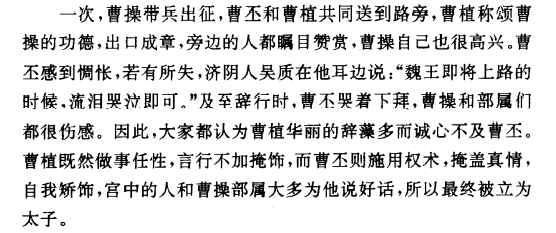 一次，曹操带兵出征，曹丕和曹植共同送到路旁，曹植称颂曹
操的功德，出口成章，旁边的人都瞩目赞赏，曹操自己也很高兴。曹
丕感到惆怅，若有所失，济阴人吴质在他耳边说：“魏王即将上路的
时候，流泪哭泣即可。”及至辞行时，曹丕哭着下拜，曹操和部属们
都很伤感。因此，大家都认为曹植华丽的辞藻多而诚心不及曹丕。
曹植既然做事任性，言行不加掩饰，而曹丕则施用权术，掩盖真情，
自我矫饰，宫中的人和曹操部属大多为他说好话，所以最终被立为
太子。